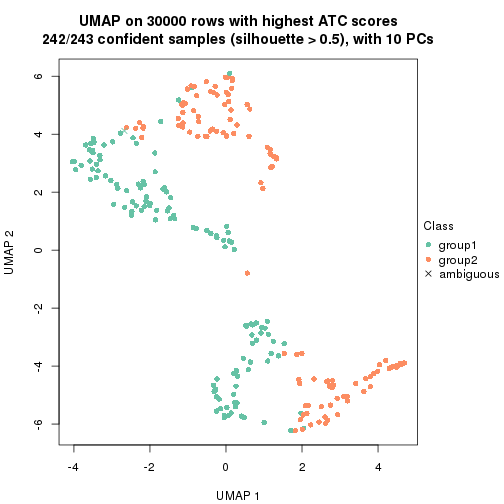 UMAP on 30000 rows with highest ATC scores
242/243 confident samples (silhouette > 0.5), with 10 PCs
6
4
2
0
-2
-4
-6
UMAP 2
-4
-2
0
2
4
UMAP 1
Class
group1
group2
ambiguous